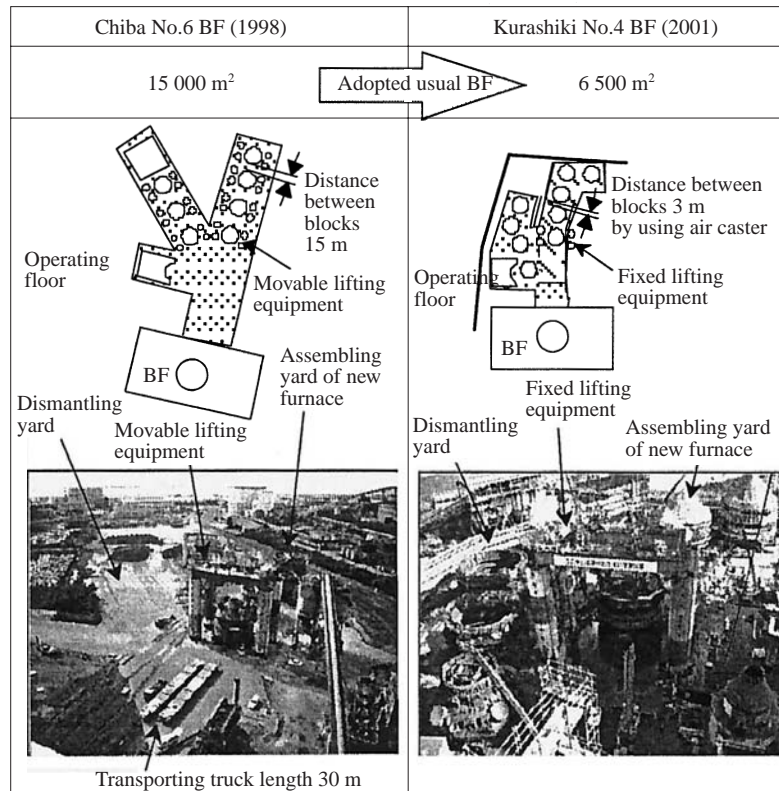 Chiba No.6 BF (1998)
Kurashiki No.4 BF (2001)
15 000 m²
Adopted usual BF
6 500 m²
Distance
between
blocks
15 m
Operating
floor
Movable lifting
equipment
BF
Assembling
yard of new
furnace
Dismantling
yard
Movable lifting
equipment
Transporting truck length 30 m
Distance between
blocks 3 m
by using air caster
Operating
floor
Fixed lifting
equipment
BF
Fixed lifting
equipment
Dismantling
yard
Assembling yard
of new furnace